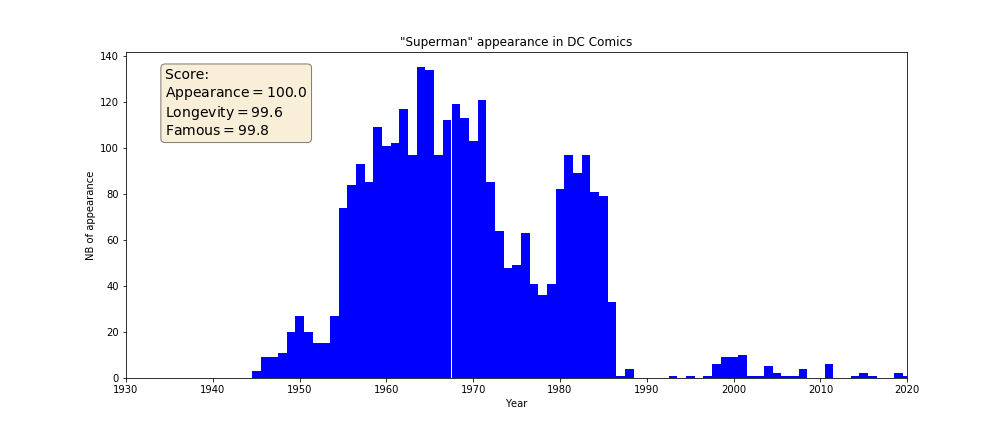 "Superman" appearance in DC Comics
Score:
Appearance = 100.0
Longevity = 99.6
Famous = 99.8
NB of appearance
140
120
100
80
60
40
20
0
1930 1940 1950 1960 1970 1980 1990 2000 2010 2020
Year